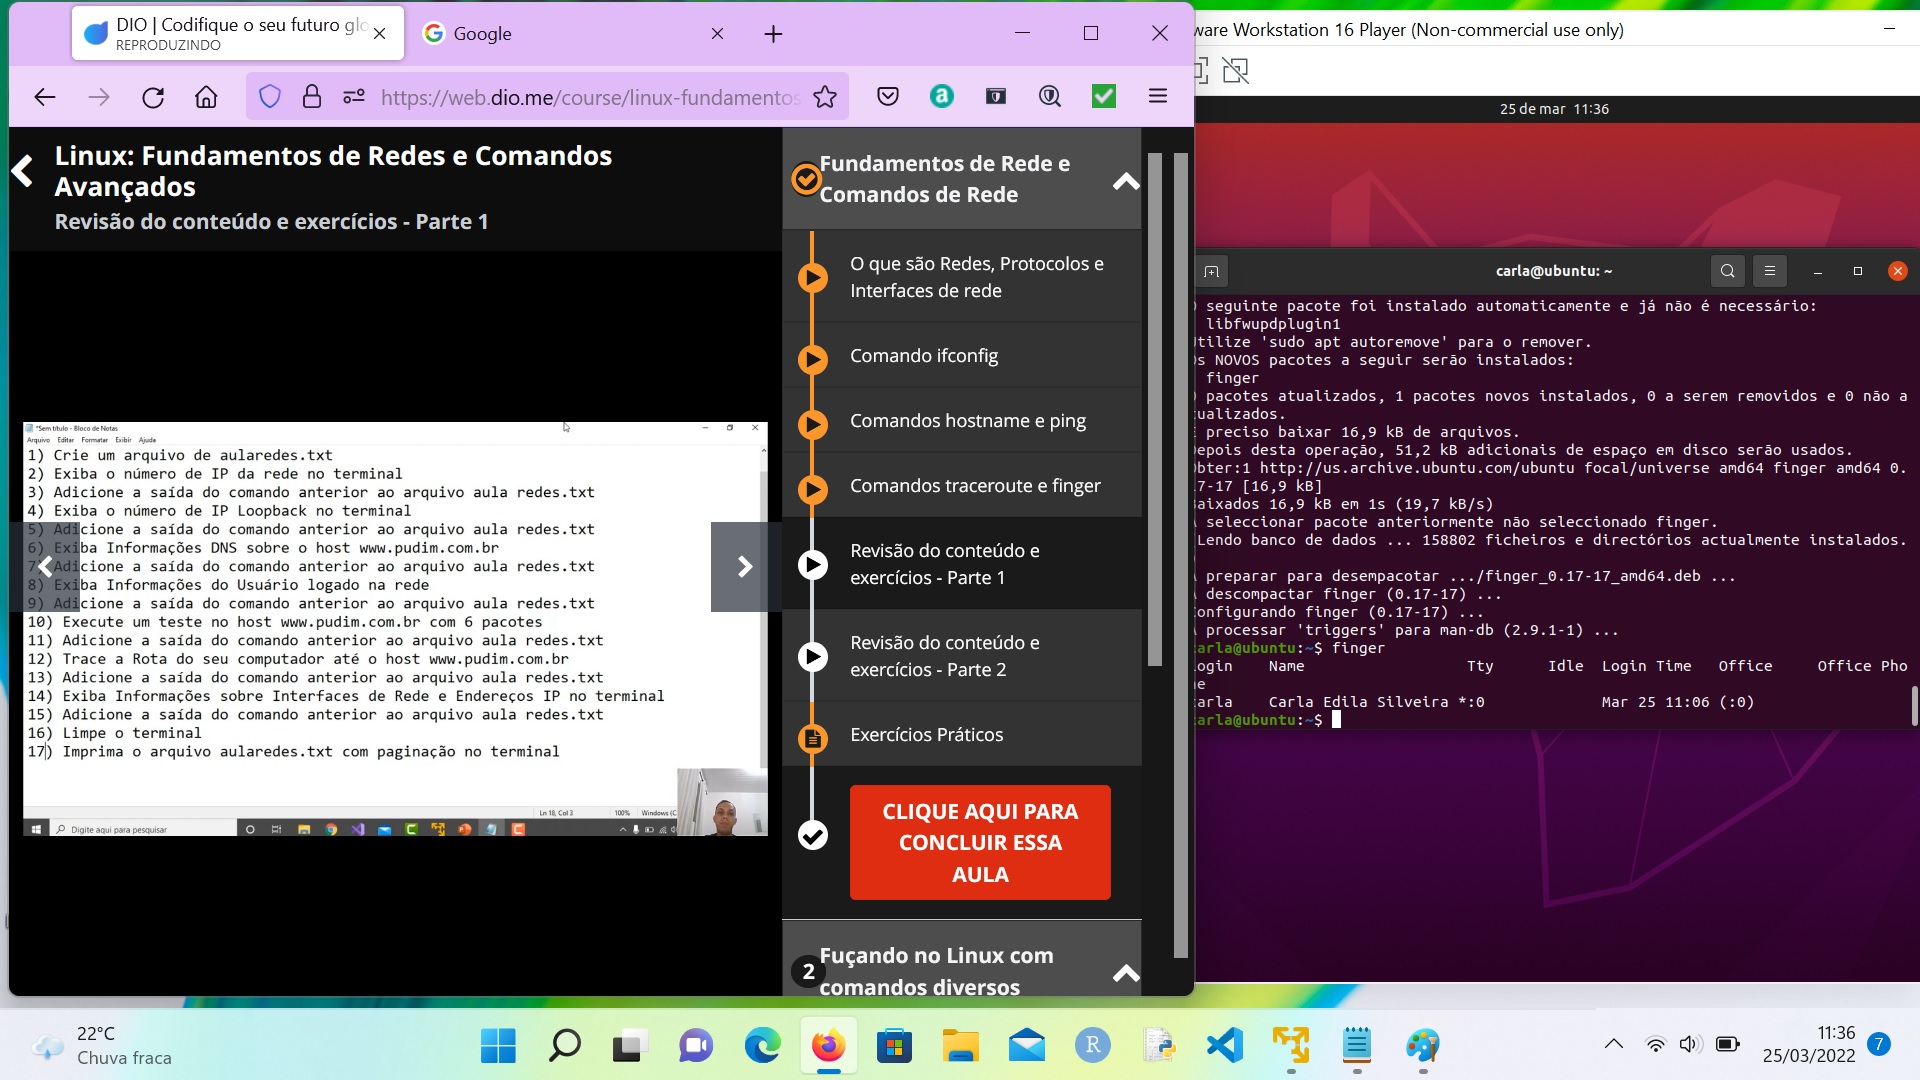 DIO | Codifique o seu futuro glo
REPRODUZINDO
Google
https://web.dio.me/course/linux-fundamentos
Linux: Fundamentos de Redes e Comandos
Avançados
Revisão do conteúdo e exercícios - Parte 1
*Sem título - Bloco de Notas
Arquivo Editar Formatar Exibir Ajuda
1) Crie um arquivo de aularedes.txt
2) Exiba o número de IP da rede no terminal
3) Adicione a saída do comando anterior ao arquivo aula redes.txt
4) Exiba o número de IP Loopback no terminal
5) Adicione a saída do comando anterior ao arquivo aula redes.txt
6) Exiba Informações DNS sobre o host www.pudim.com.br
7) Adicione a saída do comando anterior ao arquivo aula redes.txt
8) Exiba Informações do Usuário logado na rede
9) Adicione a saída do comando anterior ao arquivo aula redes.txt
10) Execute um teste no host www.pudim.com.br com 6 pacotes
11) Adicione a saída do comando anterior ao arquivo aula redes.txt
12) Trace a Rota do seu computador até o host www.pudim.com.br
13) Adicione a saída do comando anterior ao arquivo aula redes.txt
14) Exiba Informações sobre Interfaces de Rede e Endereços IP no terminal
15) Adicione a saída do comando anterior ao arquivo aula redes.txt
16) Limpe o terminal
17) Imprima o arquivo aularedes.txt com paginação no terminal
Ln 18, Col 3 100% Windows (C
Digite aqui para pesquisar
Fundamentos de Rede e
Comandos de Rede
O que são Redes, Protocolos e
Interfaces de rede
Comando ifconfig
Comandos hostname e ping
Comandos traceroute e finger
Revisão do conteúdo e
exercícios - Parte 1
Revisão do conteúdo e
exercícios - Parte 2
Exercícios Práticos
CLIQUE AQUI PARA
CONCLUIR ESSA
AULA
2
Fuçando no Linux com
comandos diversos
ware Workstation 16 Player (Non-commercial use only)
25 de mar 11:36
carla@ubuntu: ~
O seguinte pacote foi instalado automaticamente e já não é necessário:
libfwupdplugin1
Utilize 'sudo apt autoremove' para o remover.
Os NOVOS pacotes a seguir serão instalados:
finger
0 pacotes atualizados, 1 pacotes novos instalados, 0 a serem removidos e 0 não a
tualizados.
É preciso baixar 16,9 kB de arquivos.
Depois desta operação, 51,2 kB adicionais de espaço em disco serão usados.
Obter:1 http://us.archive.ubuntu.com/ubuntu focal/universe amd64 finger amd64 0.
17-17 [16,9 kB]
Baixados 16,9 kB em 1s (19,7 kB/s)
A seleccionar pacote anteriormente não seleccionado finger.
(Lendo banco de dados ... 158802 ficheiros e directórios actualmente instalados.
)
A preparar para desempacotar .../finger_0.17-17_amd64.deb ...
A descompactar finger (0.17-17) ...
Configurando finger (0.17-17) ...
A processar 'triggers' para man-db (2.9.1-1) ...
carla@ubuntu:~$ finger
Login Name Tty Idle Login Time Office Office Pho
ne
carla Carla Edila Silveira *:0 Mar 25 11:06 (:0)
carla@ubuntu:~$
22°C
Chuva fraca
11:36
25/03/2022
7